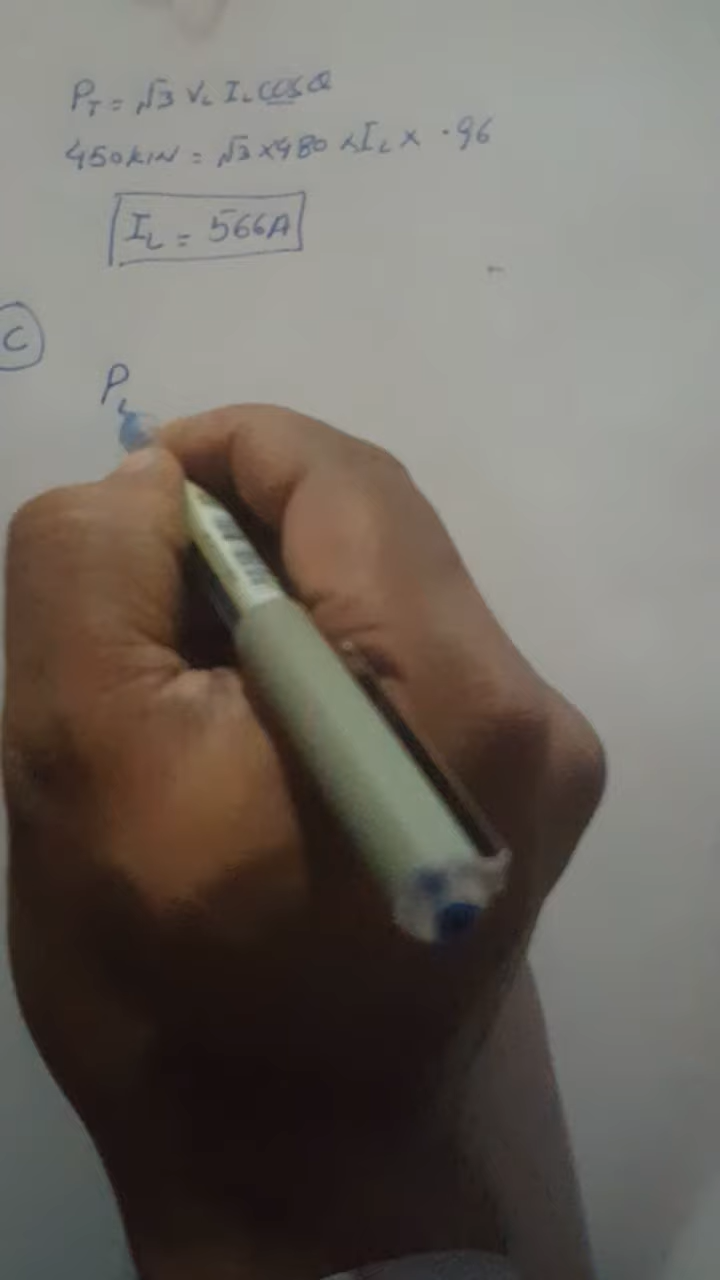 P_T = √3 V_L I_L cosθ
450kW = √3 × 480 × I_L × .96
I_L = 566A
C
P